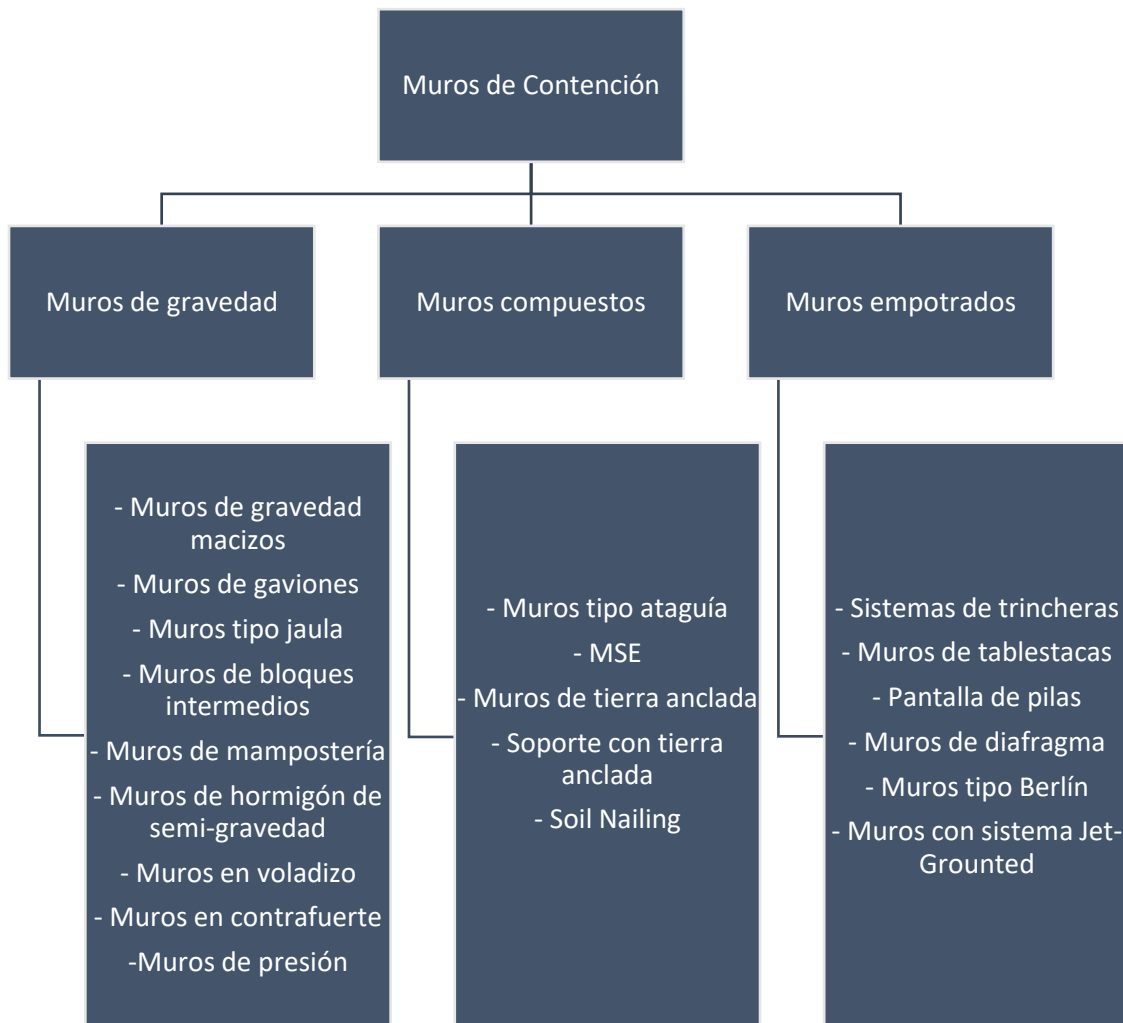 Muros de Contención
Muros de gravedad
Muros compuestos
Muros empotrados
- Muros de gravedad
macizos
- Muros de gaviones
- Muros tipo jaula
- Muros de bloques
intermedios
- Muros de mampostería
- Muros de hormigón de
semi-gravedad
- Muros en voladizo
- Muros en contrafuerte
-Muros de presión
- Muros tipo ataguía
- MSE
- Muros de tierra anclada
- Soporte con tierra
anclada
- Soil Nailing
- Sistemas de trincheras
- Muros de tablestacas
- Pantalla de pilas
- Muros de diafragma
- Muros tipo Berlín
- Muros con sistema Jet-
Grounted